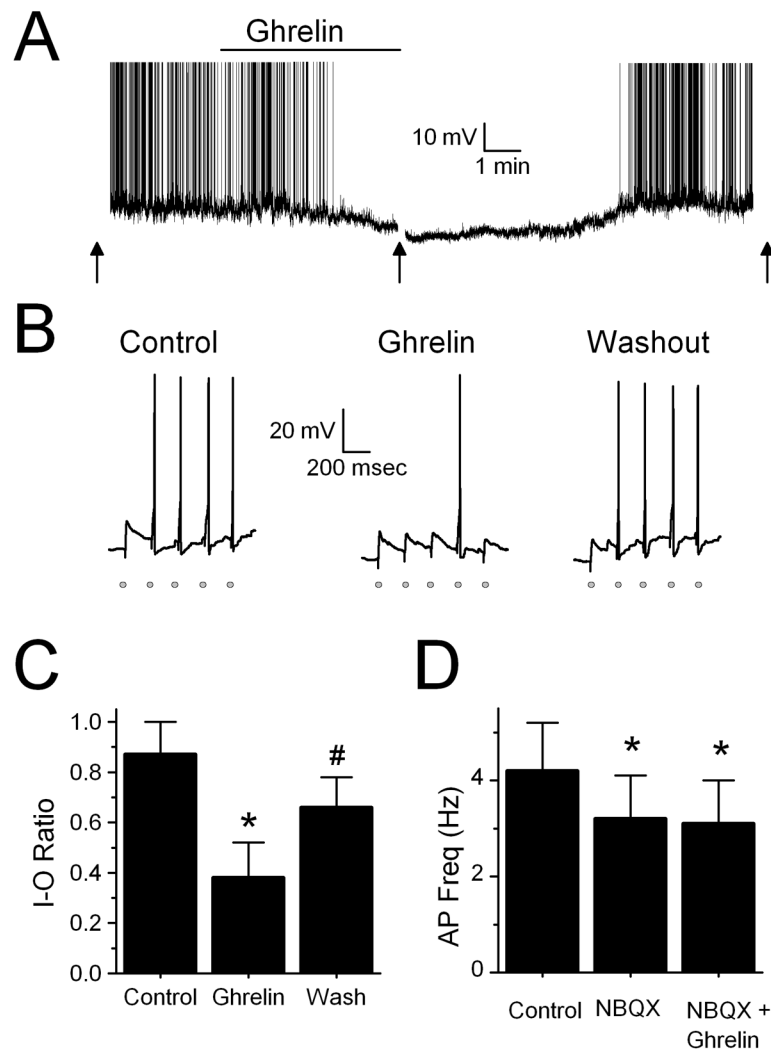 A
Ghrelin
10 mV
1 min
B
Control
Ghrelin
Washout
20 mV
200 msec
C
I-O Ratio
1.0
0.8
0.6
0.4
0.2
0.0
*
#
Control
Ghrelin
Wash
D
AP Freq (Hz)
4
2
0
*
*
Control
NBQX
NBQX +
Ghrelin